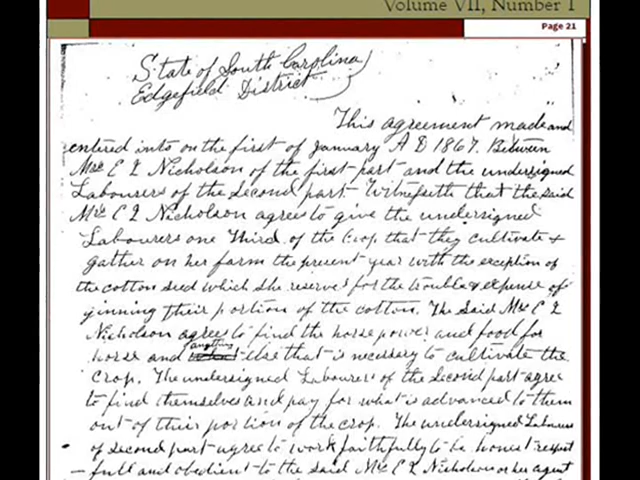 Volume VII, Number 1
Page 21
State of South Carolina
Edgefield District
This agreement made and
entered into on the first of January A D 1867. Between
Mrs E L Nicholson of the first part and the undersigned
Labourers of the second part. Witnesseth that the said
Mrs E L Nicholson agrees to give the undersigned
Labourers one Third of the Crop that they cultivate +
gather on her farm the present year with the exception of
the cotton seed which she reserves for the trouble & expense of
ginning their portion of the cotton. The said Mrs E L
Nicholson agrees to find the horse power and food for
horse and anything else that is necessary to cultivate the
Crop. The undersigned Labourers of the Second part agree
to find themselves and pay for what is advanced to them
out of their portion of the crop. The undersigned Labourers
of second part agree to work faithfully to be honest respect
full and obedient to the said Mrs E L Nicholson or her agent